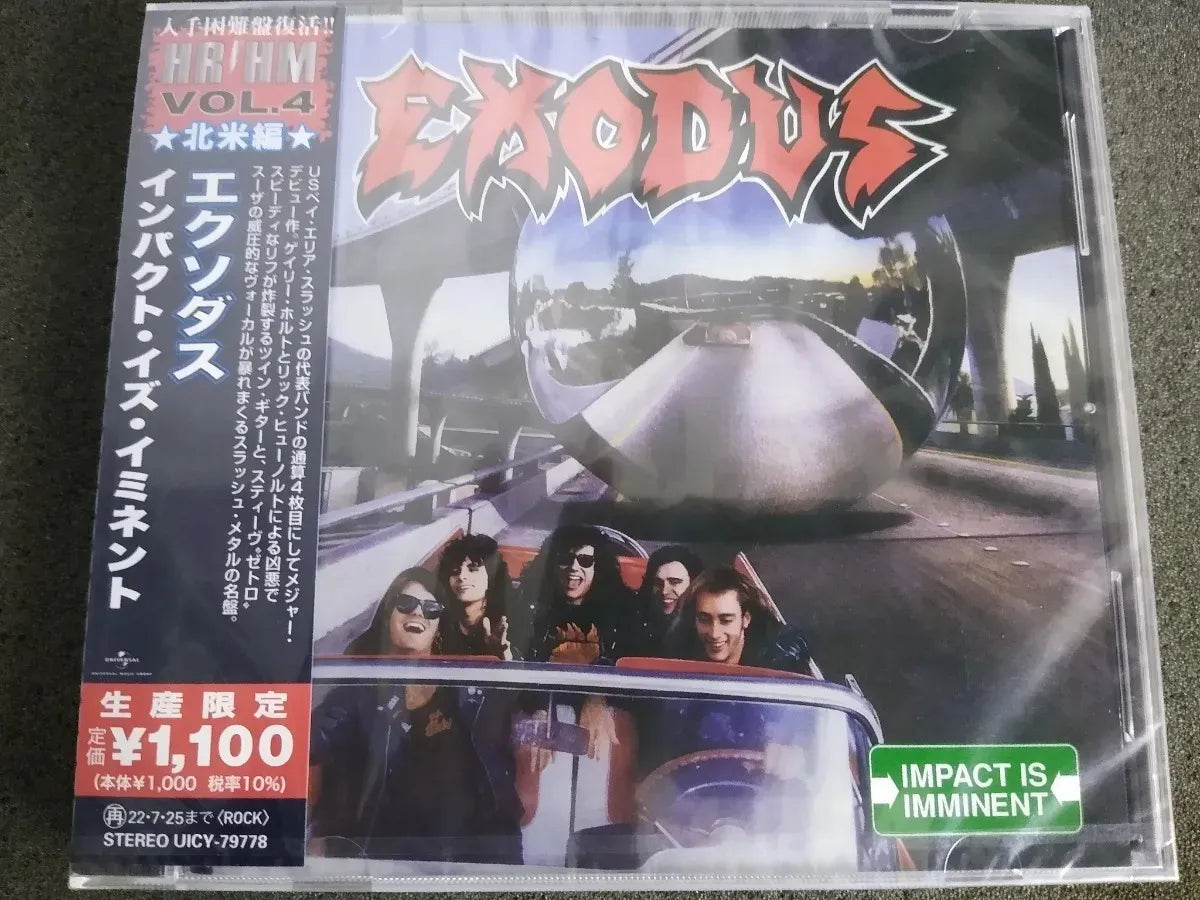 入手困難盤復活!!
HR/HM
VOL.4
★北米編★
エクソダス
インパクト・イズ・イミネント
USベイ・エリア・スラッシュの代表バンドの通算4枚目にしてメジャー・
デビュー作。ゲイリー・ホルトとリック・ヒューノルトによる凶悪で
スピーディなリフが炸裂するツイン・ギターと、スティーヴ“ゼトロ”
スーザの威圧的なヴォーカルが暴れまくるスラッシュ・メタルの名盤。
UNIVERSAL
UNIVERSAL MUSIC GROUP
生産限定
定価 ¥1,100
(本体¥1,000 税率10%)
再 22・7・25まで〈ROCK〉
STEREO UICY-79778
EXODUS
IMPACT IS
IMMINENT